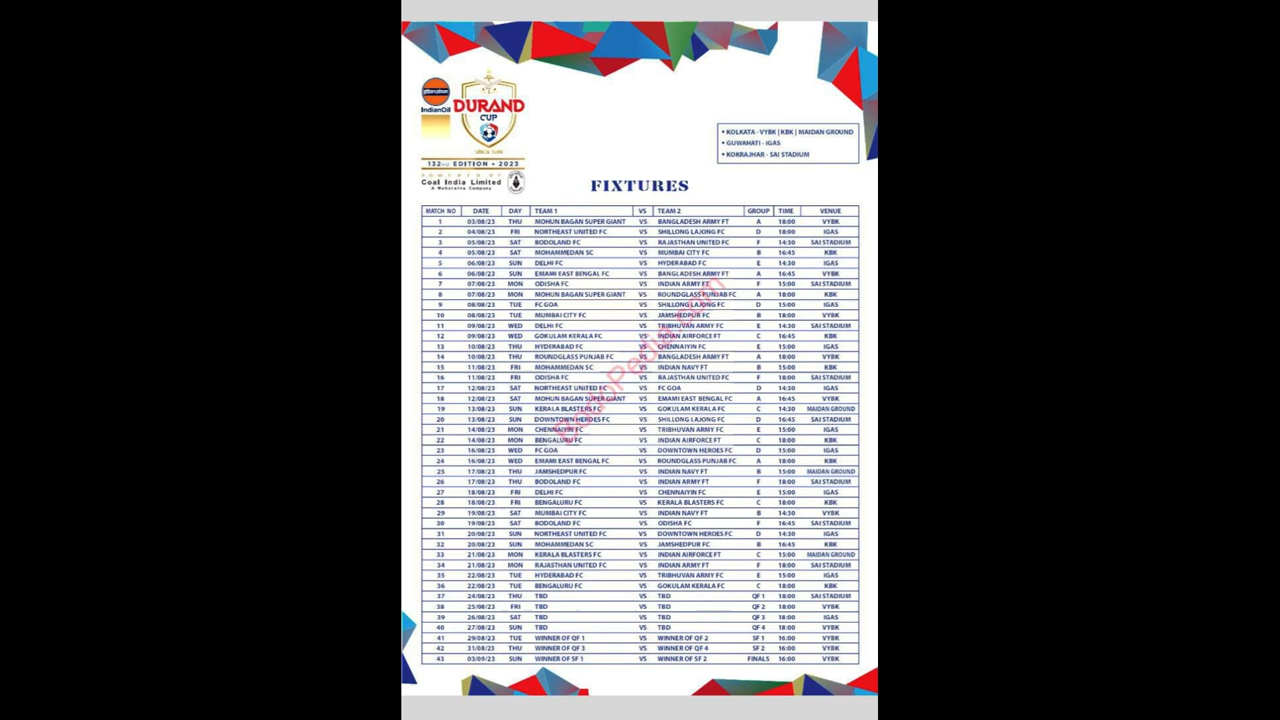 IndianOil
DURAND
CUP
SINCE 1888
132ND EDITION • 2023
POWERED BY
Coal India Limited
A Maharatna Company
• KOLKATA - VYBK | KBK | MAIDAN GROUND
• GUWAHATI - IGAS
• KOKRAJHAR - SAI STADIUM
FIXTURES
MATCH NO DATE DAY TEAM 1 VS TEAM 2 GROUP TIME VENUE
1 03/08/23 THU MOHUN BAGAN SUPER GIANT VS BANGLADESH ARMY FT A 18:00 VYBK
2 04/08/23 FRI NORTHEAST UNITED FC VS SHILLONG LAJONG FC D 18:00 IGAS
3 05/08/23 SAT BODOLAND FC VS RAJASTHAN UNITED FC F 14:30 SAI STADIUM
4 05/08/23 SAT MOHAMMEDAN SC VS MUMBAI CITY FC B 16:45 KBK
5 06/08/23 SUN DELHI FC VS HYDERABAD FC E 14:30 IGAS
6 06/08/23 SUN EMAMI EAST BENGAL FC VS BANGLADESH ARMY FT A 16:45 VYBK
7 07/08/23 MON ODISHA FC VS INDIAN ARMY FT F 15:00 SAI STADIUM
8 07/08/23 MON MOHUN BAGAN SUPER GIANT VS ROUNDGLASS PUNJAB FC A 18:00 KBK
9 08/08/23 TUE FC GOA VS SHILLONG LAJONG FC D 15:00 IGAS
10 08/08/23 TUE MUMBAI CITY FC VS JAMSHEDPUR FC B 18:00 VYBK
11 09/08/23 WED DELHI FC VS TRIBHUVAN ARMY FC E 14:30 SAI STADIUM
12 09/08/23 WED GOKULAM KERALA FC VS INDIAN AIRFORCE FT C 16:45 KBK
13 10/08/23 THU HYDERABAD FC VS CHENNAIYIN FC E 15:00 IGAS
14 10/08/23 THU ROUNDGLASS PUNJAB FC VS BANGLADESH ARMY FT A 18:00 VYBK
15 11/08/23 FRI MOHAMMEDAN SC VS INDIAN NAVY FT B 15:00 KBK
16 11/08/23 FRI ODISHA FC VS RAJASTHAN UNITED FC F 18:00 SAI STADIUM
17 12/08/23 SAT NORTHEAST UNITED FC VS FC GOA D 14:30 IGAS
18 12/08/23 SAT MOHUN BAGAN SUPER GIANT VS EMAMI EAST BENGAL FC A 16:45 VYBK
19 13/08/23 SUN KERALA BLASTERS FC VS GOKULAM KERALA FC C 14:30 MAIDAN GROUND
20 13/08/23 SUN DOWNTOWN HEROES FC VS SHILLONG LAJONG FC D 16:45 SAI STADIUM
21 14/08/23 MON CHENNAIYIN FC VS TRIBHUVAN ARMY FC E 15:00 IGAS
22 14/08/23 MON BENGALURU FC VS INDIAN AIRFORCE FT C 18:00 KBK
23 16/08/23 WED FC GOA VS DOWNTOWN HEROES FC D 15:00 IGAS
24 16/08/23 WED EMAMI EAST BENGAL FC VS ROUNDGLASS PUNJAB FC A 18:00 KBK
25 17/08/23 THU JAMSHEDPUR FC VS INDIAN NAVY FT B 15:00 MAIDAN GROUND
26 17/08/23 THU BODOLAND FC VS INDIAN ARMY FT F 18:00 SAI STADIUM
27 18/08/23 FRI DELHI FC VS CHENNAIYIN FC E 15:00 IGAS
28 18/08/23 FRI BENGALURU FC VS KERALA BLASTERS FC C 18:00 KBK
29 19/08/23 SAT MUMBAI CITY FC VS INDIAN NAVY FT B 14:30 VYBK
30 19/08/23 SAT BODOLAND FC VS ODISHA FC F 16:45 SAI STADIUM
31 20/08/23 SUN NORTHEAST UNITED FC VS DOWNTOWN HEROES FC D 14:30 IGAS
32 20/08/23 SUN MOHAMMEDAN SC VS JAMSHEDPUR FC B 16:45 KBK
33 21/08/23 MON KERALA BLASTERS FC VS INDIAN AIRFORCE FT C 15:00 MAIDAN GROUND
34 21/08/23 MON RAJASTHAN UNITED FC VS INDIAN ARMY FT F 18:00 SAI STADIUM
35 22/08/23 TUE HYDERABAD FC VS TRIBHUVAN ARMY FC E 15:00 IGAS
36 22/08/23 TUE BENGALURU FC VS GOKULAM KERALA FC C 18:00 KBK
37 24/08/23 THU TBD VS TBD QF 1 18:00 SAI STADIUM
38 25/08/23 FRI TBD VS TBD QF 2 18:00 VYBK
39 26/08/23 SAT TBD VS TBD QF 3 18:00 IGAS
40 27/08/23 SUN TBD VS TBD QF 4 18:00 VYBK
41 29/08/23 TUE WINNER OF QF 1 VS WINNER OF QF 2 SF 1 16:00 VYBK
42 31/08/23 THU WINNER OF QF 3 VS WINNER OF QF 4 SF 2 16:00 VYBK
43 03/09/23 SUN WINNER OF SF 1 VS WINNER OF SF 2 FINALS 16:00 VYBK